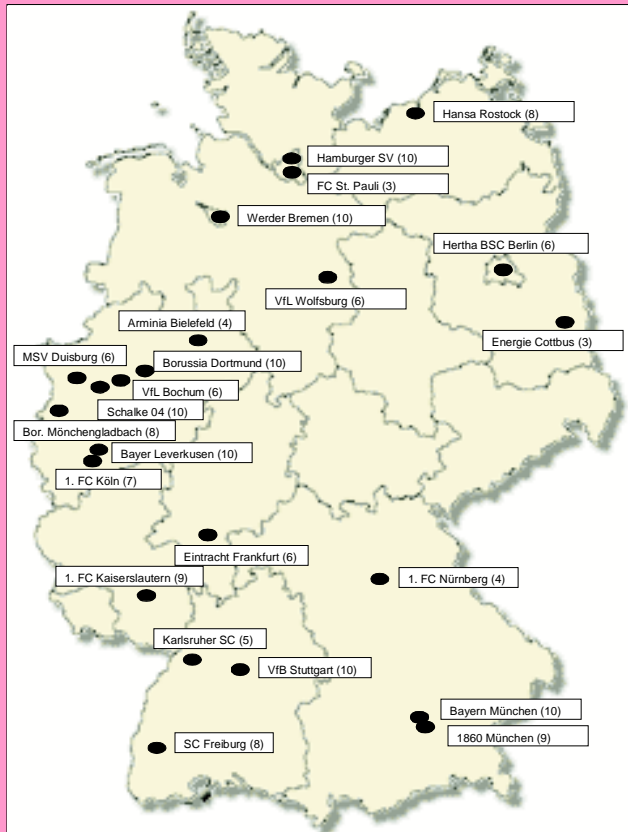 Hansa Rostock (8)
Hamburger SV (10)
FC St. Pauli (3)
Werder Bremen (10)
Hertha BSC Berlin (6)
VfL Wolfsburg (6)
Arminia Bielefeld (4)
Energie Cottbus (3)
MSV Duisburg (6)
Borussia Dortmund (10)
VfL Bochum (6)
Schalke 04 (10)
Bor. Mönchengladbach (8)
Bayer Leverkusen (10)
1. FC Köln (7)
Eintracht Frankfurt (6)
1. FC Kaiserslautern (9)
1. FC Nürnberg (4)
Karlsruher SC (5)
VfB Stuttgart (10)
Bayern München (10)
1860 München (9)
SC Freiburg (8)